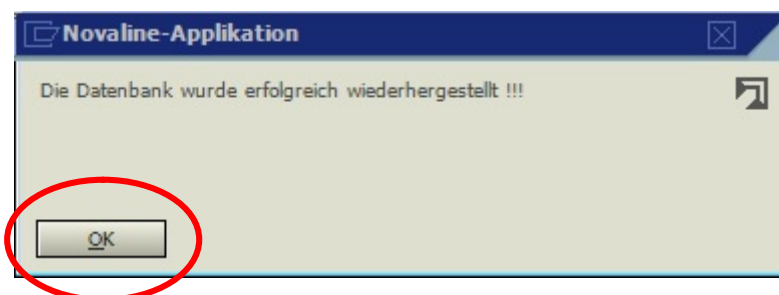 Novaline-Applikation
Die Datenbank wurde erfolgreich wiederhergestellt !!!
OK